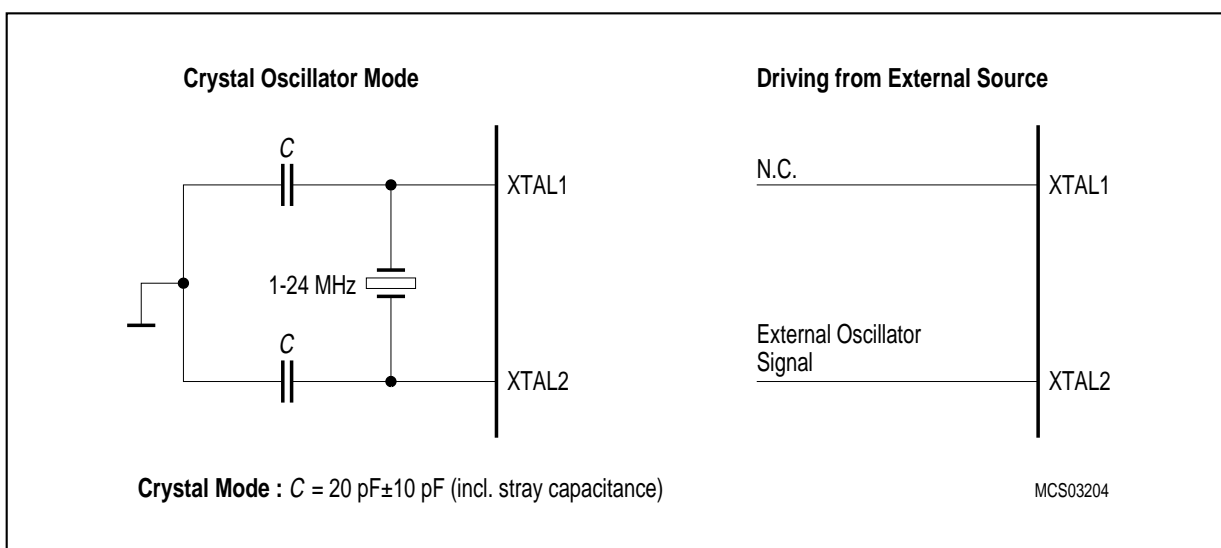 Crystal Oscillator Mode
C
XTAL1
1-24 MHz
C
XTAL2
Driving from External Source
N.C.
XTAL1
External Oscillator
Signal
XTAL2
Crystal Mode : C = 20 pF±10 pF (incl. stray capacitance)
MCS03204